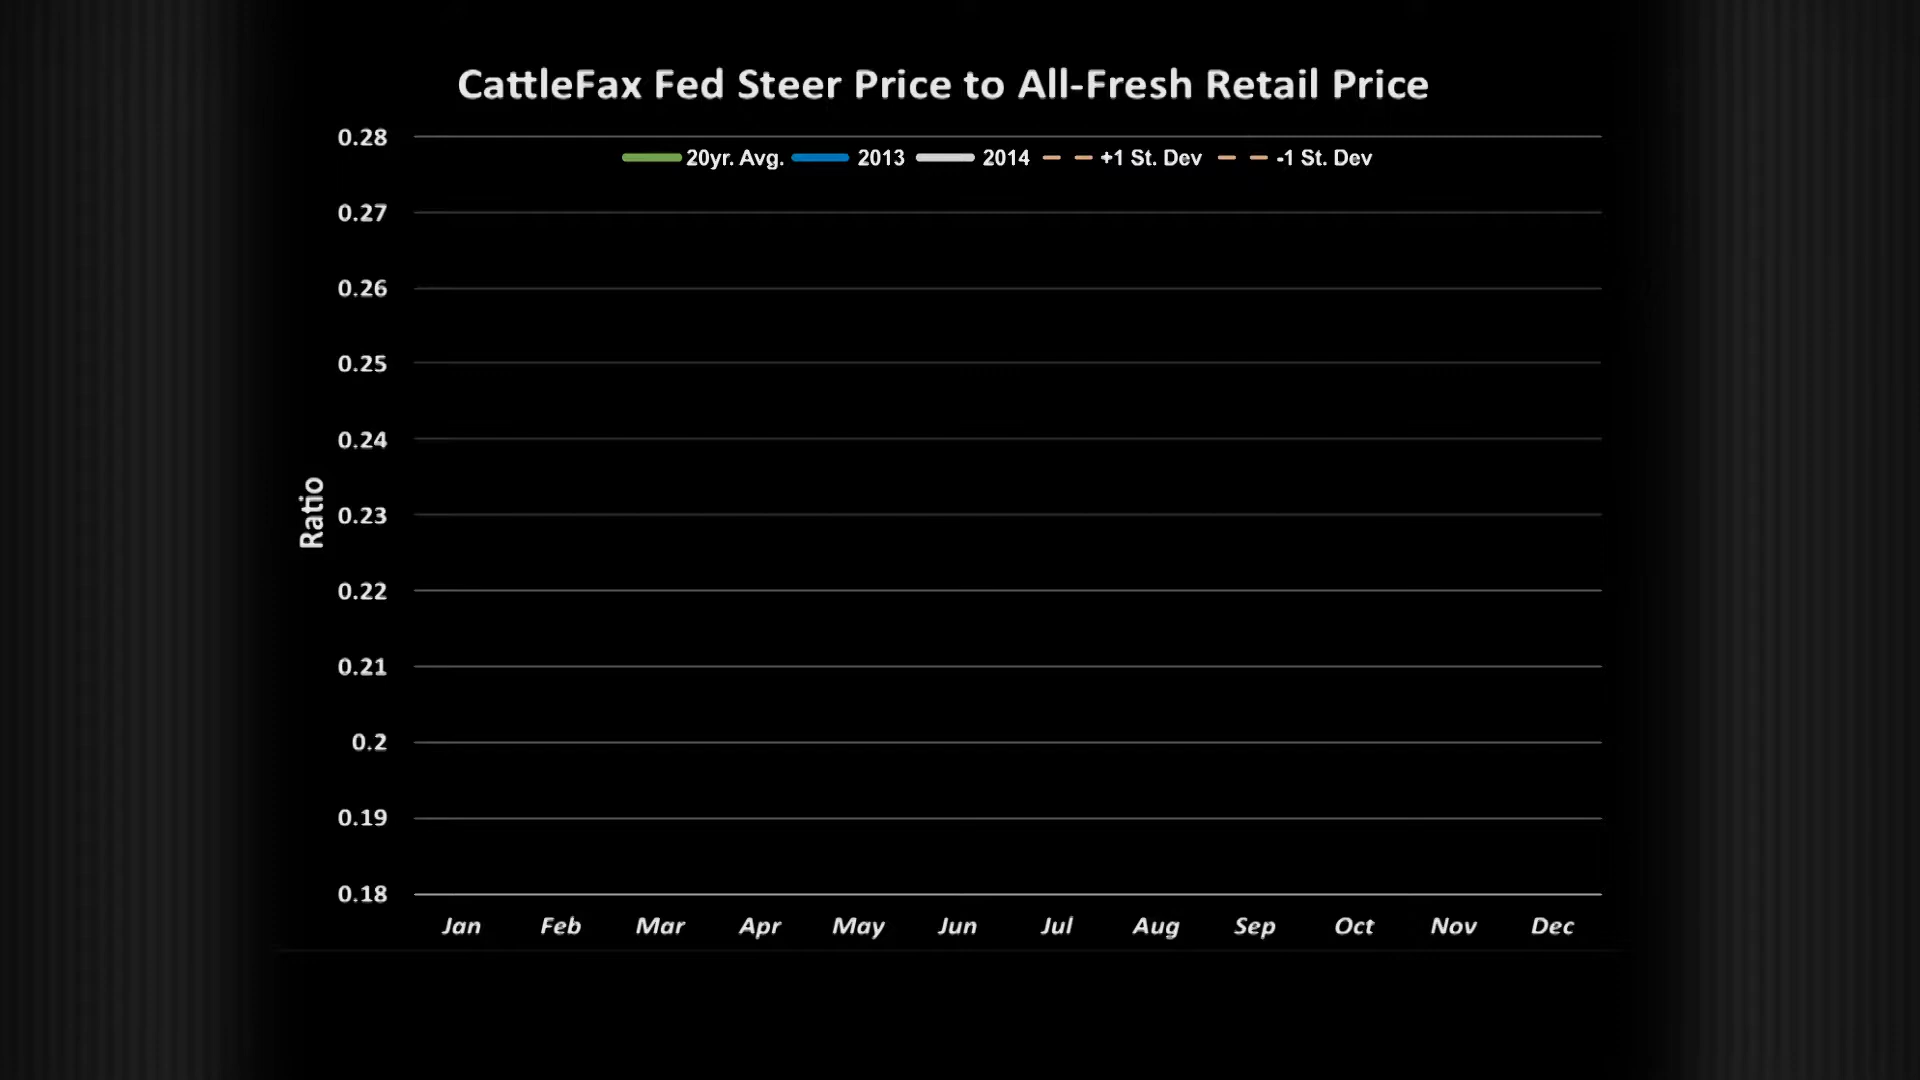 CattleFax Fed Steer Price to All-Fresh Retail Price
20yr. Avg. 2013 2014 +1 St. Dev -1 St. Dev
0.28
0.27
0.26
0.25
0.24
0.23
0.22
0.21
0.2
0.19
0.18
Ratio
Jan Feb Mar Apr May Jun Jul Aug Sep Oct Nov Dec